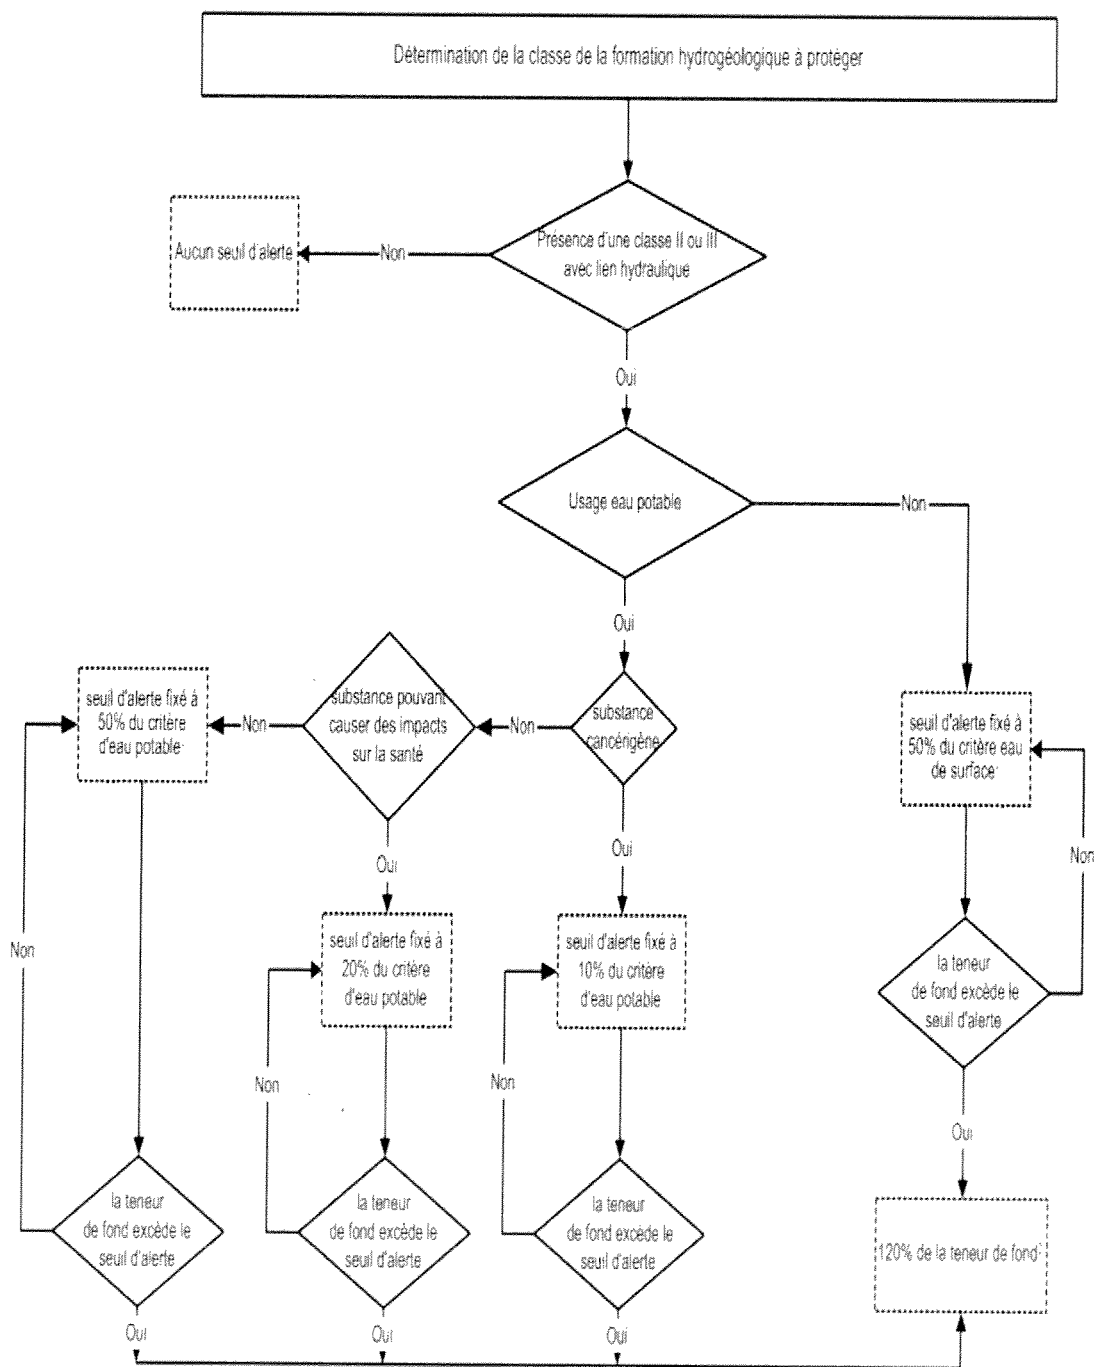 Détermination de la classe de la formation hydrogéologique à protéger
Présence d'une classe II ou III
avec lien hydraulique
Non
Aucun seuil d'alerte
Oui
Usage eau potable
Non
Oui
substance
cancérigène
Non
substance pouvant
causer des impacts
sur la santé
Non
seuil d'alerte fixé à
50% du critère
d'eau potable
seuil d'alerte fixé à
50% du critère eau
de surface
Oui
Oui
Non
seuil d'alerte fixé à
20% du critère
d'eau potable
seuil d'alerte fixé à
10% du critère
d'eau potable
la teneur
de fond excède le
seuil d'alerte
Non
Non
Non
Oui
la teneur
de fond excède le
seuil d'alerte
la teneur
de fond excède le
seuil d'alerte
la teneur
de fond excède le
seuil d'alerte
120% de la teneur de fond
Oui
Oui
Oui